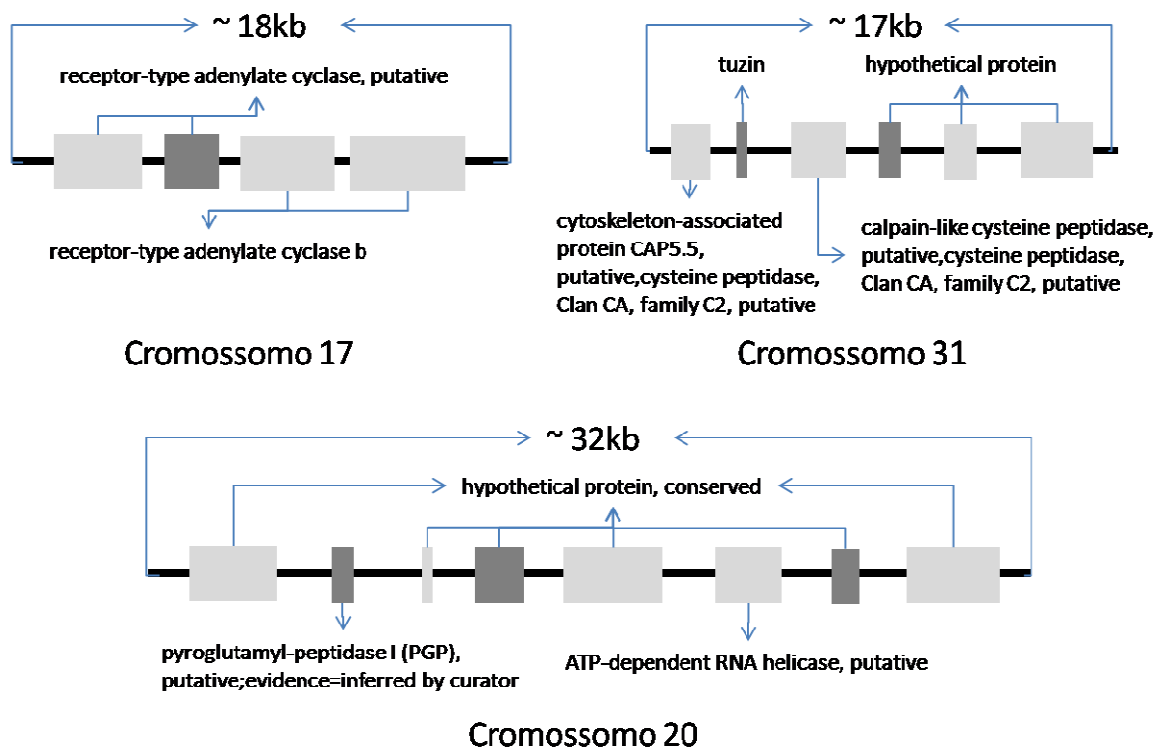 ~ 18kb
receptor-type adenylate cyclase, putative
receptor-type adenylate cyclase b
Cromossomo 17
~ 17kb
tuzin
hypothetical protein
cytoskeleton-associated
protein CAP5.5,
putative,cysteine peptidase,
Clan CA, family C2, putative
calpain-like cysteine peptidase,
putative,cysteine peptidase,
Clan CA, family C2, putative
Cromossomo 31
~ 32kb
hypothetical protein, conserved
pyroglutamyl-peptidase I (PGP),
putative;evidence=inferred by curator
ATP-dependent RNA helicase, putative
Cromossomo 20